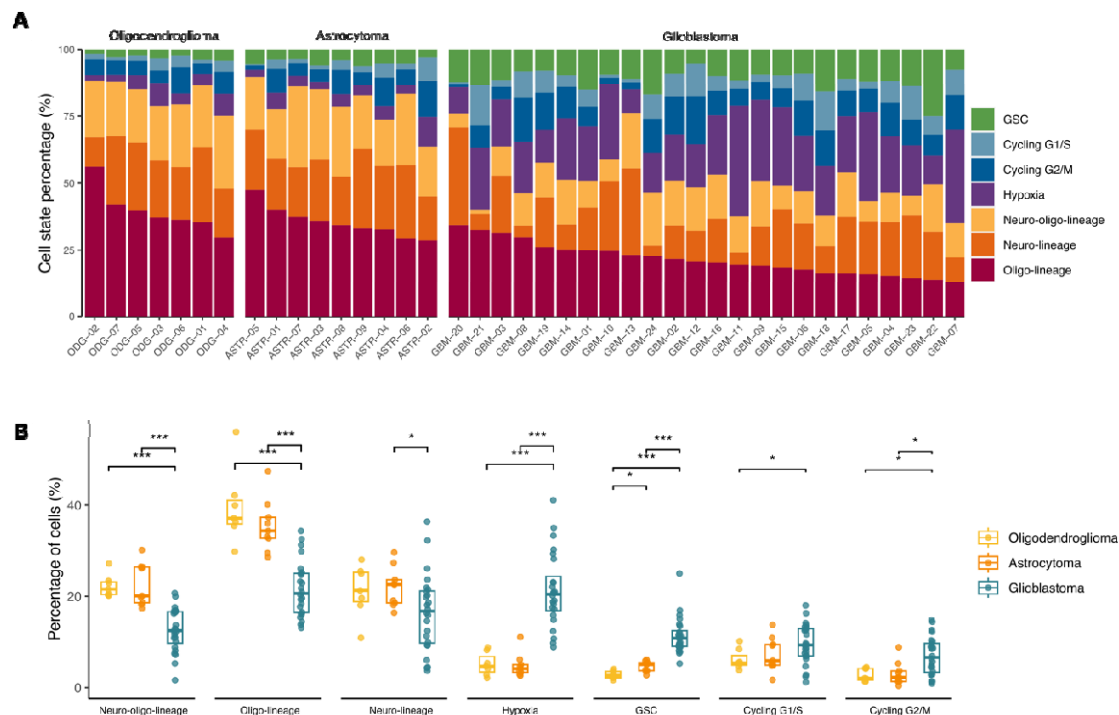 A
Oligocendroglioma Astrocytoma Glioblastoma
Cell state percentage (%)
100
75
50
25
0
GSC
Cycling G1/S
Cycling G2/M
Hypoxia
Neuro-oligo-lineage
Neuro-lineage
Oligo-lineage
ODG-02 ODG-07 ODG-05 ODG-03 ODG-06 ODG-01 ODG-04 ASTR-05 ASTR-01 ASTR-07 ASTR-03 ASTR-08 ASTR-09 ASTR-04 ASTR-06 ASTR-02 GBM-20 GBM-21 GBM-03 GBM-08 GBM-19 GBM-14 GBM-01 GBM-10 GBM-13 GBM-24 GBM-02 GBM-12 GBM-16 GBM-11 GBM-09 GBM-15 GBM-06 GBM-18 GBM-17 GBM-05 GBM-04 GBM-23 GBM-22 GBM-07
B
*** *** *** *** * *** *** *** *** * * * *
Percentage of cells (%)
40
20
0
Oligodendroglioma
Astrocytoma
Glioblastoma
Neuro-oligo-lineage Oligo-lineage Neuro-lineage Hypoxia GSC Cycling G1/S Cycling G2/M